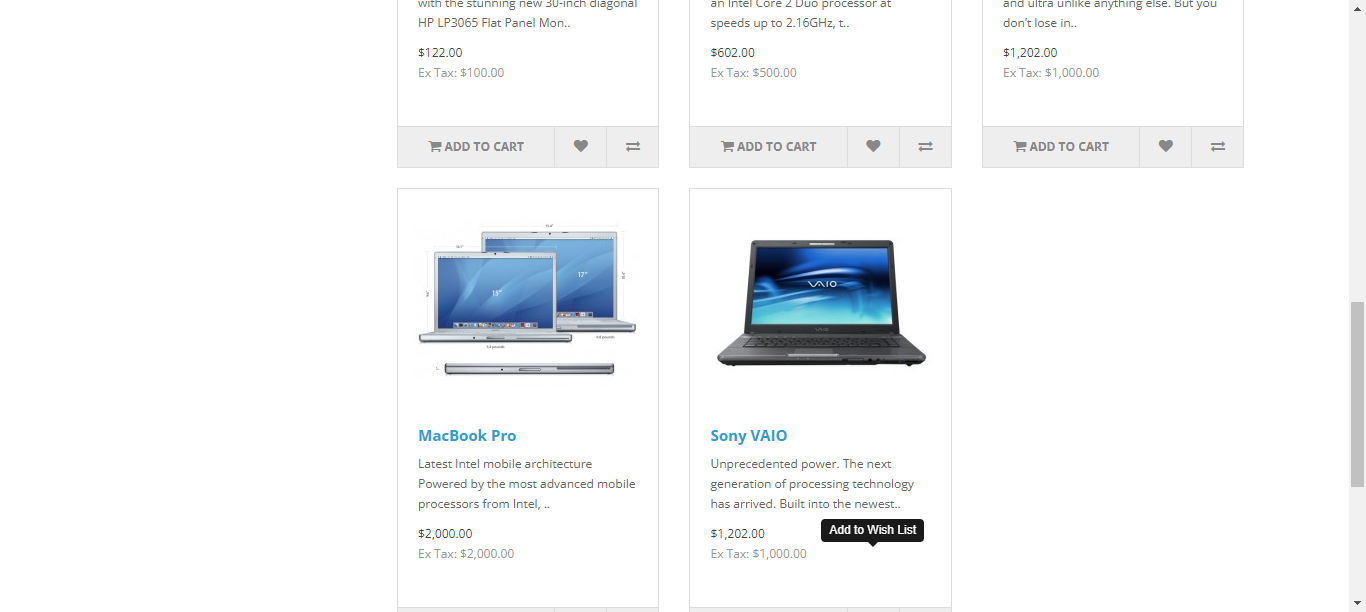 with the stunning new 30-inch diagonal
HP LP3065 Flat Panel Mon..
$122.00
Ex Tax: $100.00
ADD TO CART
an Intel Core 2 Duo processor at
speeds up to 2.16GHz, t..
$602.00
Ex Tax: $500.00
ADD TO CART
and ultra unlike anything else. But you
don’t lose in..
$1,202.00
Ex Tax: $1,000.00
ADD TO CART
15"
17"
MacBook Pro
Latest Intel mobile architecture
Powered by the most advanced mobile
processors from Intel, ..
$2,000.00
Ex Tax: $2,000.00
VAIO
VAIO
Sony VAIO
Unprecedented power. The next
generation of processing technology
has arrived. Built into the newest..
$1,202.00
Ex Tax: $1,000.00
Add to Wish List